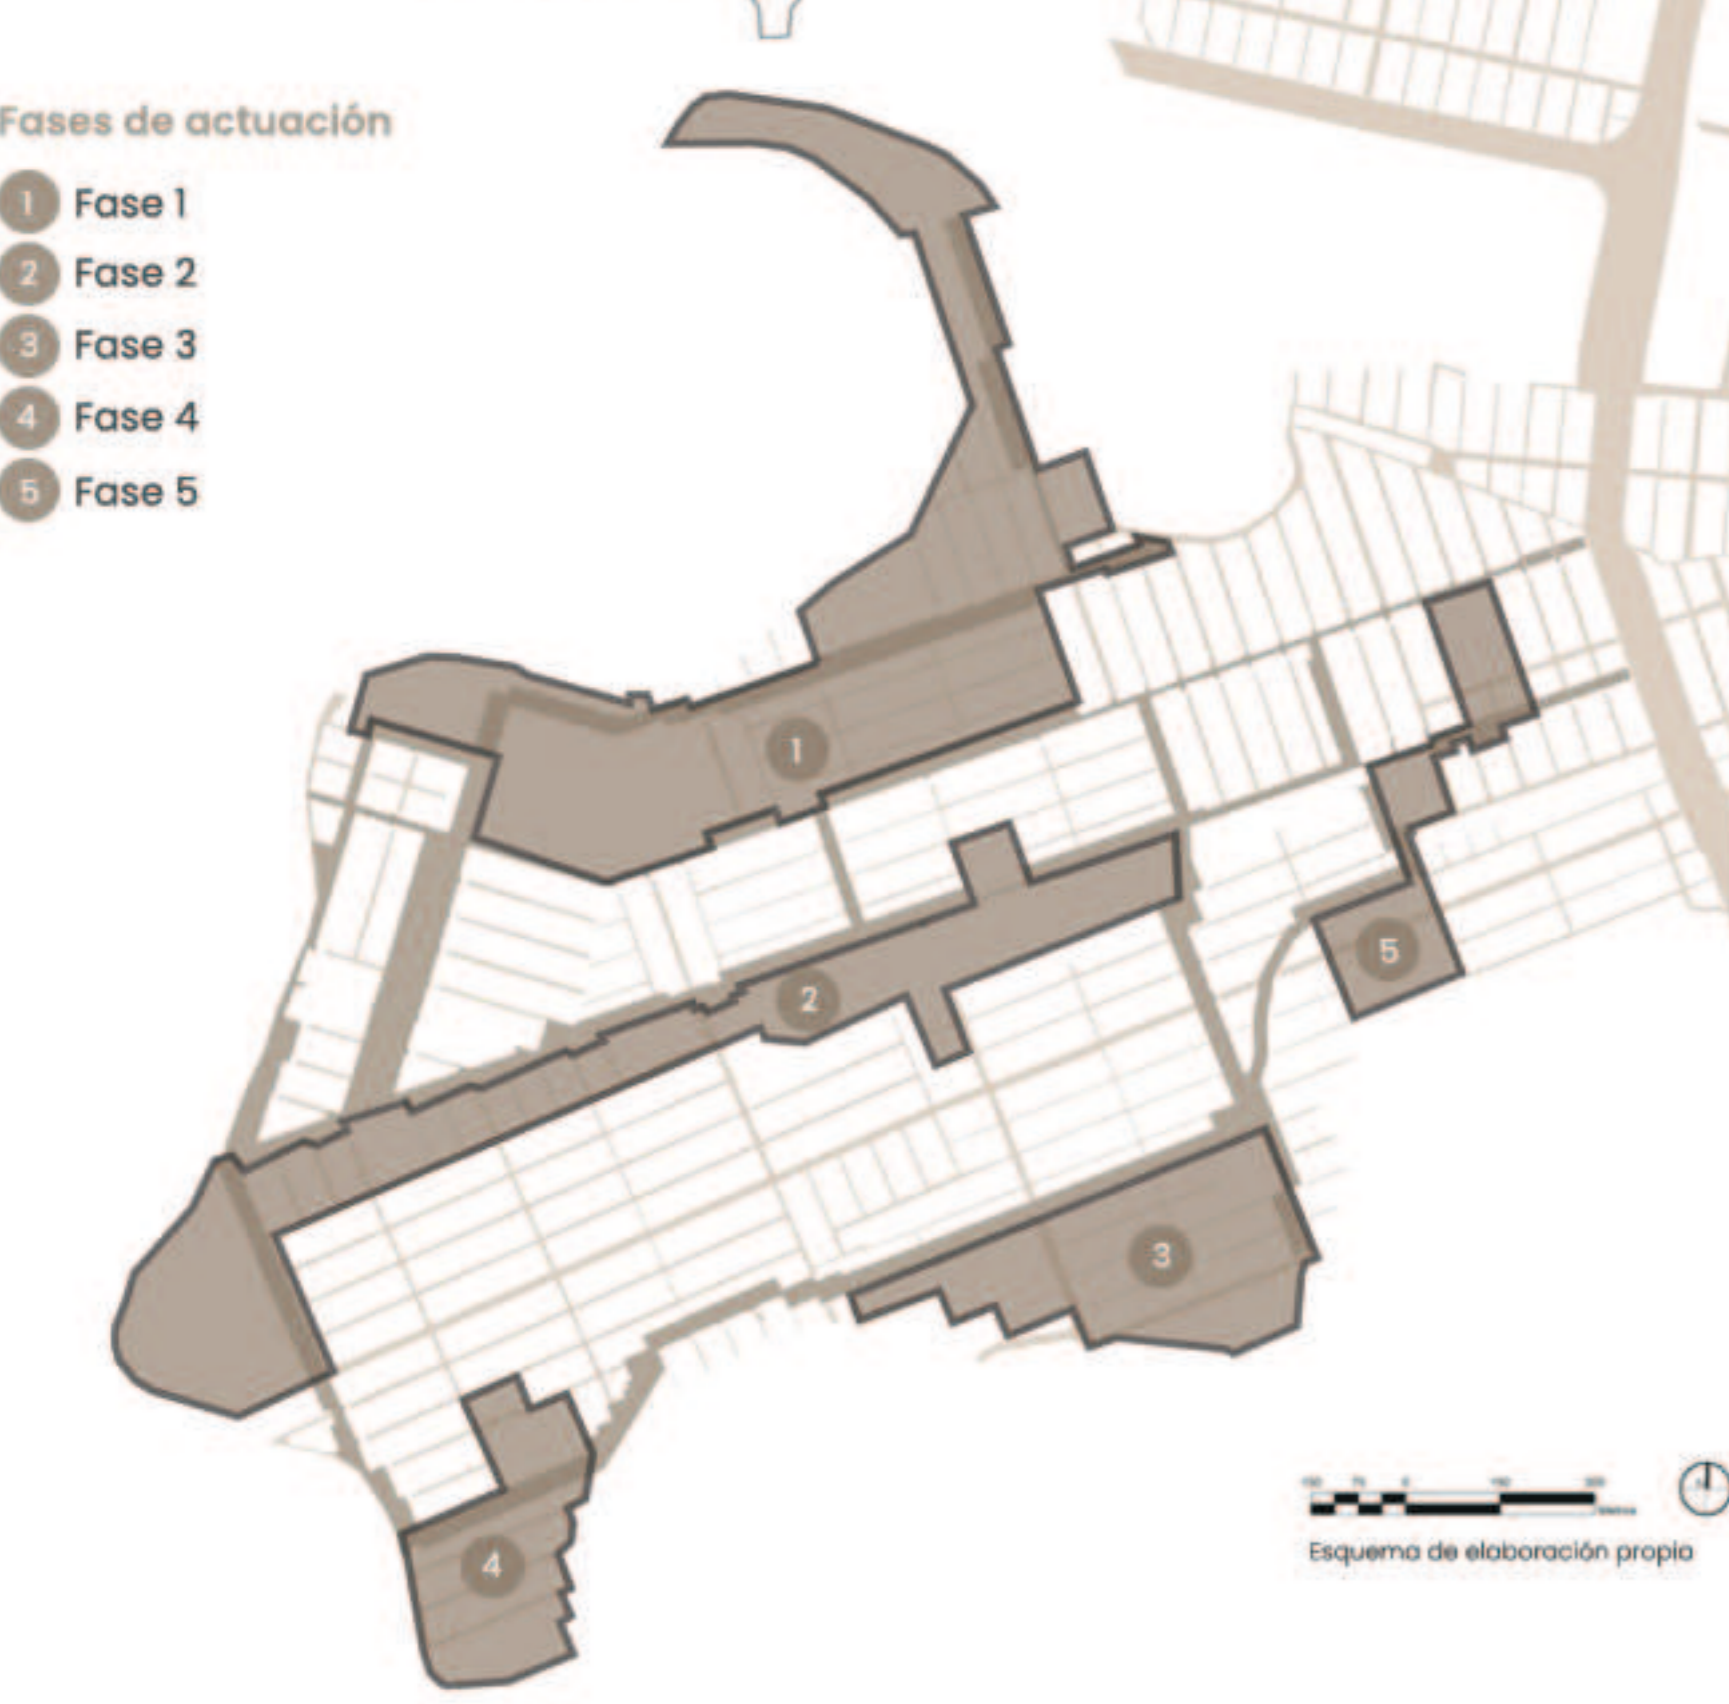 Fases de actuación
1 Fase 1
2 Fase 2
3 Fase 3
4 Fase 4
5 Fase 5
1
2
5
3
4
Esquema de elaboración propia